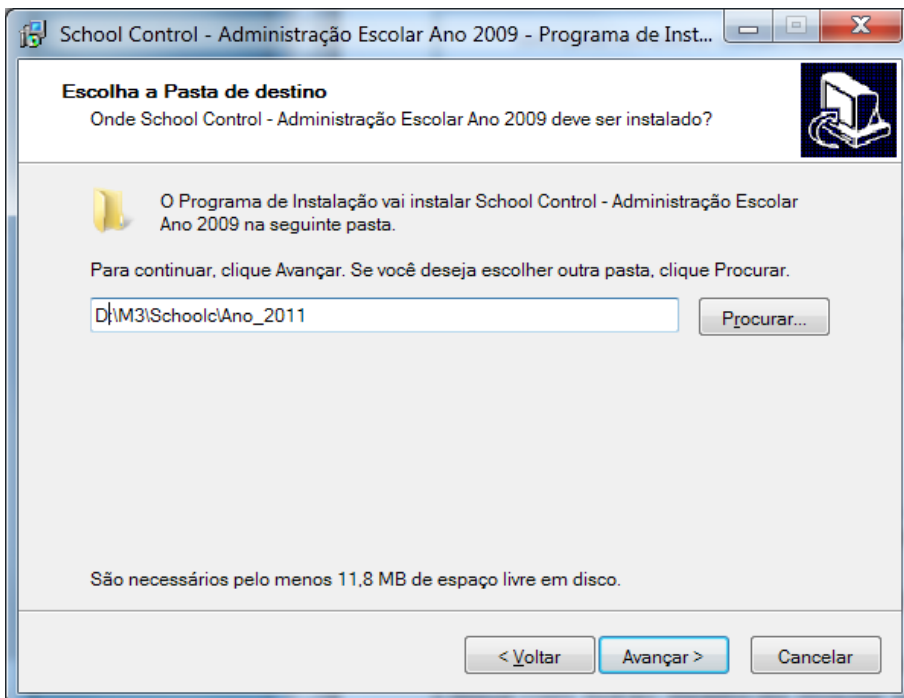 School Control - Administração Escolar Ano 2009 - Programa de Inst...
Escolha a Pasta de destino
Onde School Control - Administração Escolar Ano 2009 deve ser instalado?
O Programa de Instalação vai instalar School Control - Administração Escolar
Ano 2009 na seguinte pasta.
Para continuar, clique Avançar. Se você deseja escolher outra pasta, clique Procurar.
D:\M3\Schoolc\Ano_2011
Procurar...
São necessários pelo menos 11,8 MB de espaço livre em disco.
< Voltar
Avançar >
Cancelar